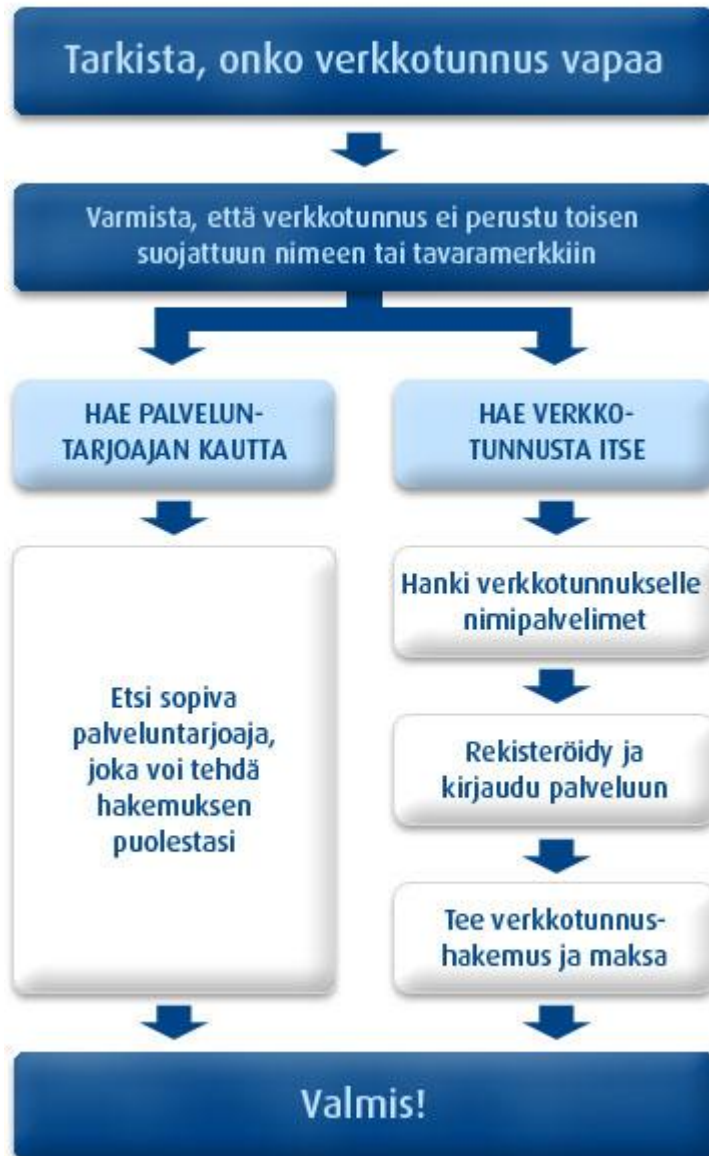 Tarkista, onko verkkotunnus vapaa
Varmista, että verkkotunnus ei perustu toisen
suojattuun nimeen tai tavaramerkkiin
HAE PALVELUN-
TARJOAJAN KAUTTA
Etsi sopiva
palveluntarjoaja,
joka voi tehdä
hakemuksen
puolestasi
HAE VERKKO-
TUNNUSTA ITSE
Hanki verkkotunnukselle
nimipalvelimet
Rekisteröidy ja
kirjaudu palveluun
Tee verkkotunnus-
hakemus ja maksa
Valmis!